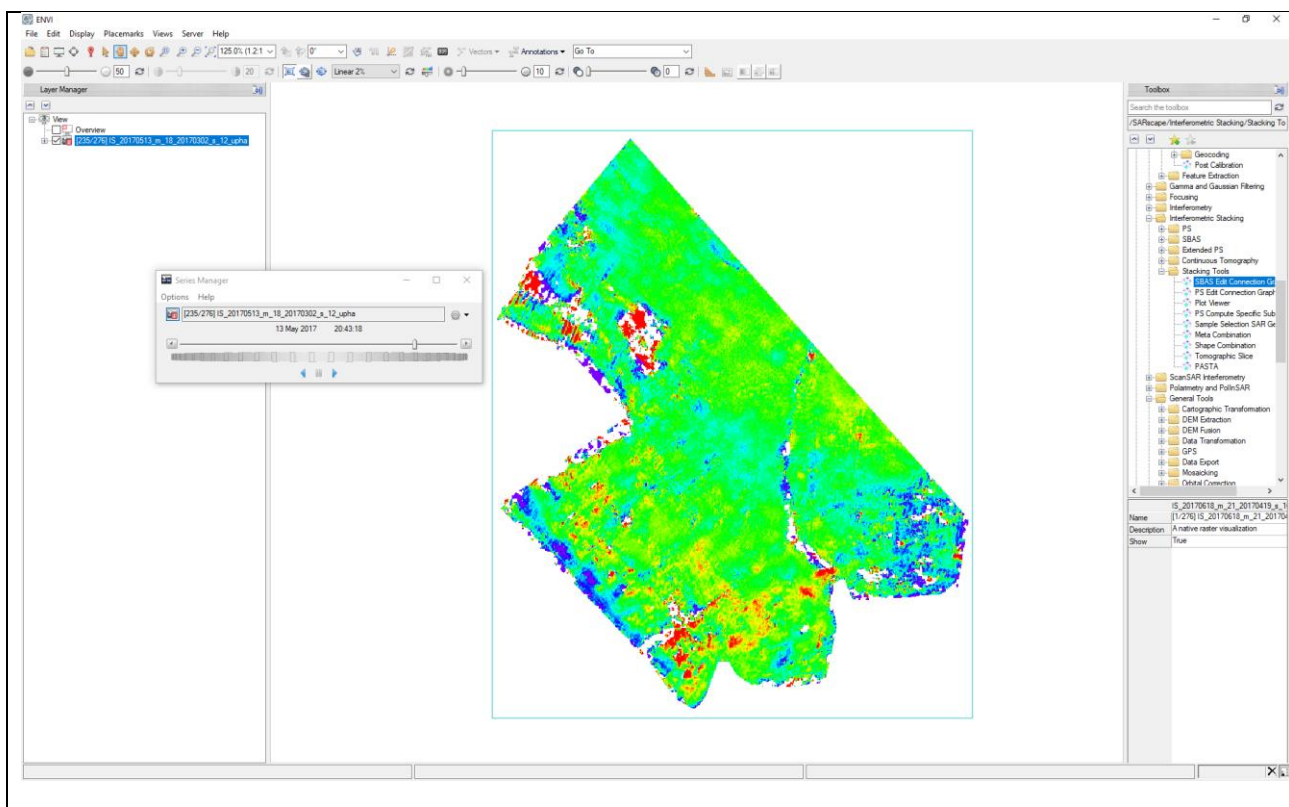 ENVI
File Edit Display Placemarks Views Server Help
125.0% (1.2:1 0° Vectors Annotations Go To
50 20 Linear 2% 10 0
Layer Manager
View
Overview
[235/276] IS_20170513_m_18_20170302_s_12_upha
Series Manager
Options Help
[235/276] IS_20170513_m_18_20170302_s_12_upha
13 May 2017 20:43:18
Toolbox
Search the toolbox
/SARscape/Interferometric Stacking/Stacking To
Geocoding
Post Calibration
Feature Extraction
Gamma and Gaussian Filtering
Focusing
Interferometry
Interferometric Stacking
PS
SBAS
Extended PS
Continuous Tomography
Stacking Tools
SBAS Edit Connection Gr
PS Edit Connection Graph
Plot Viewer
PS Compute Specific Sub
Sample Selection SAR Ge
Meta Combination
Shape Combination
Tomographic Slice
PASTA
ScanSAR Interferometry
Polarimetry and PolInSAR
General Tools
Cartographic Transformation
DEM Extraction
DEM Fusion
Data Transformation
GPS
Data Export
Mosaicking
Orbital Correction
IS_20170618_m_21_20170419_s_1
Name [1/276] IS_20170618_m_21_20170
Description A native raster visualization
Show True